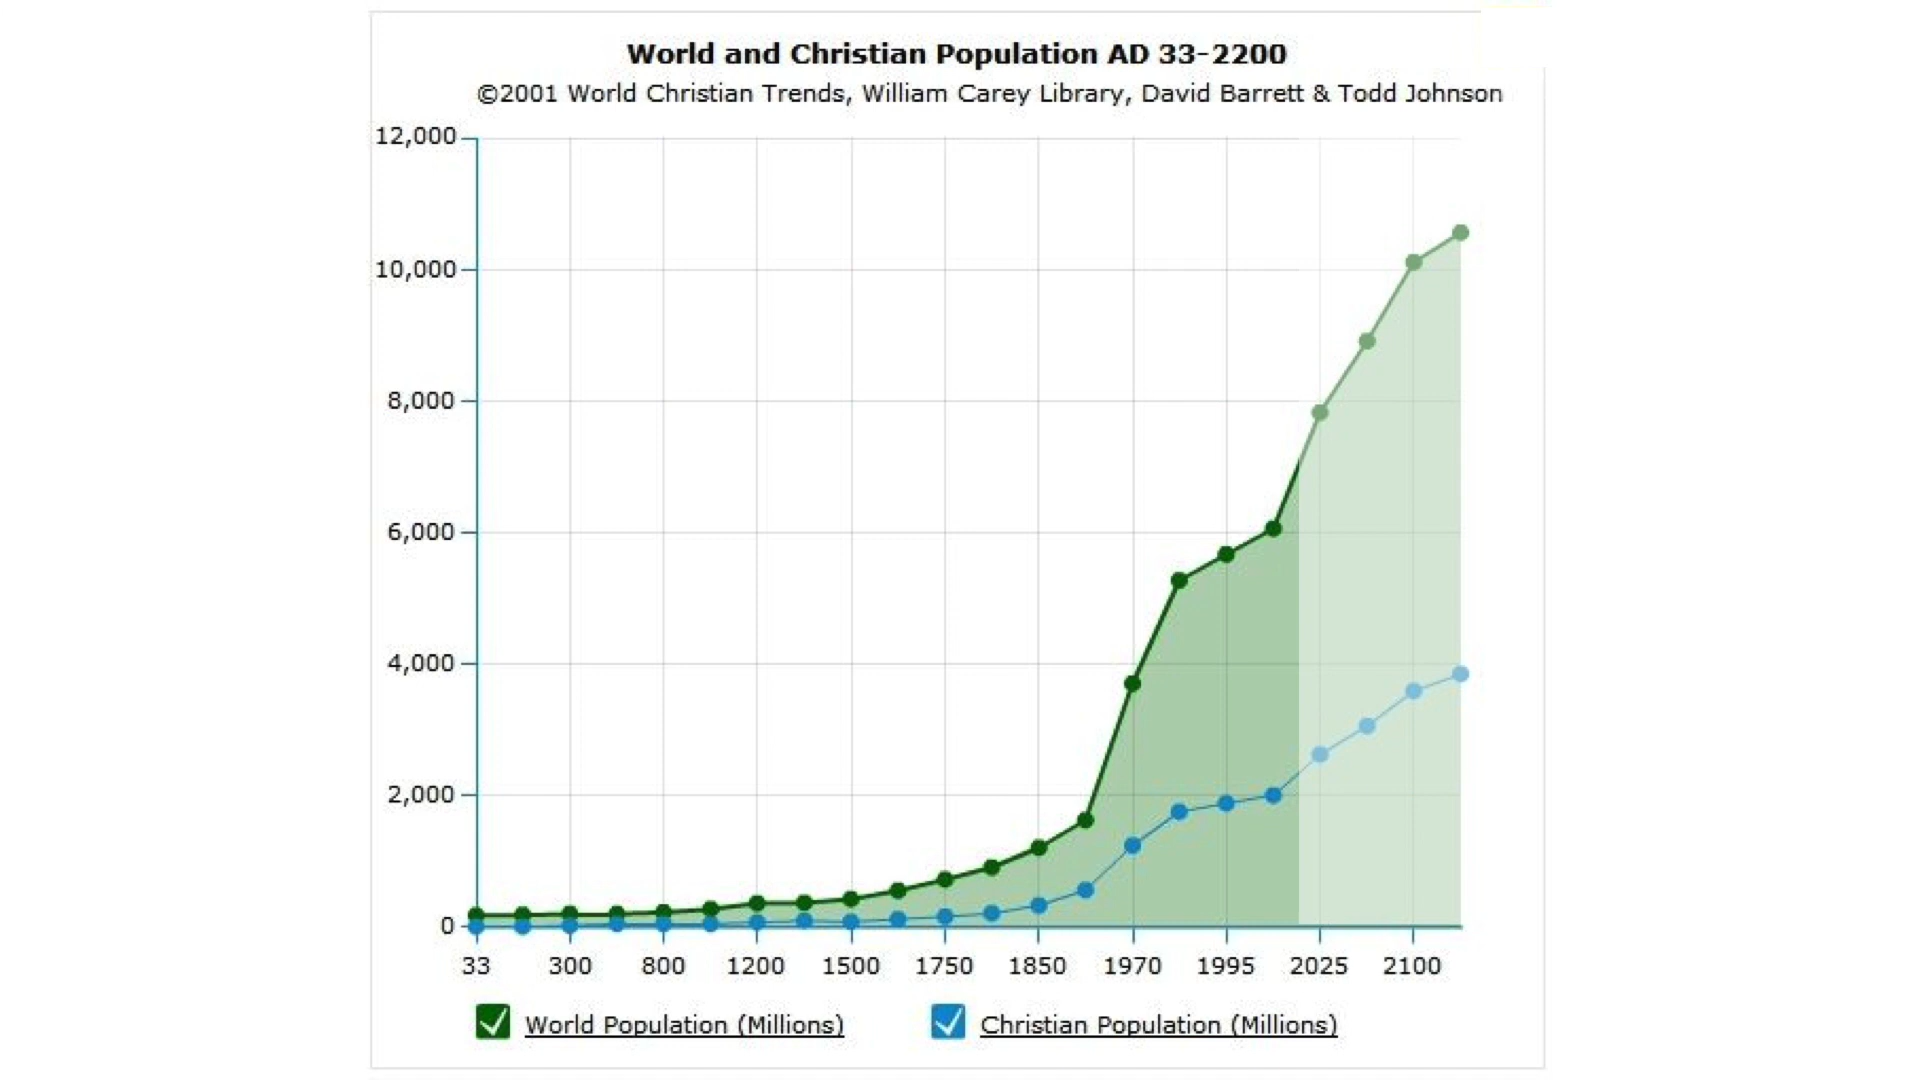 World and Christian Population AD 33-2200
©2001 World Christian Trends, William Carey Library, David Barrett & Todd Johnson
12,000
10,000
8,000
6,000
4,000
2,000
0
33 300 800 1200 1500 1750 1850 1970 1995 2025 2100
World Population (Millions) Christian Population (Millions)